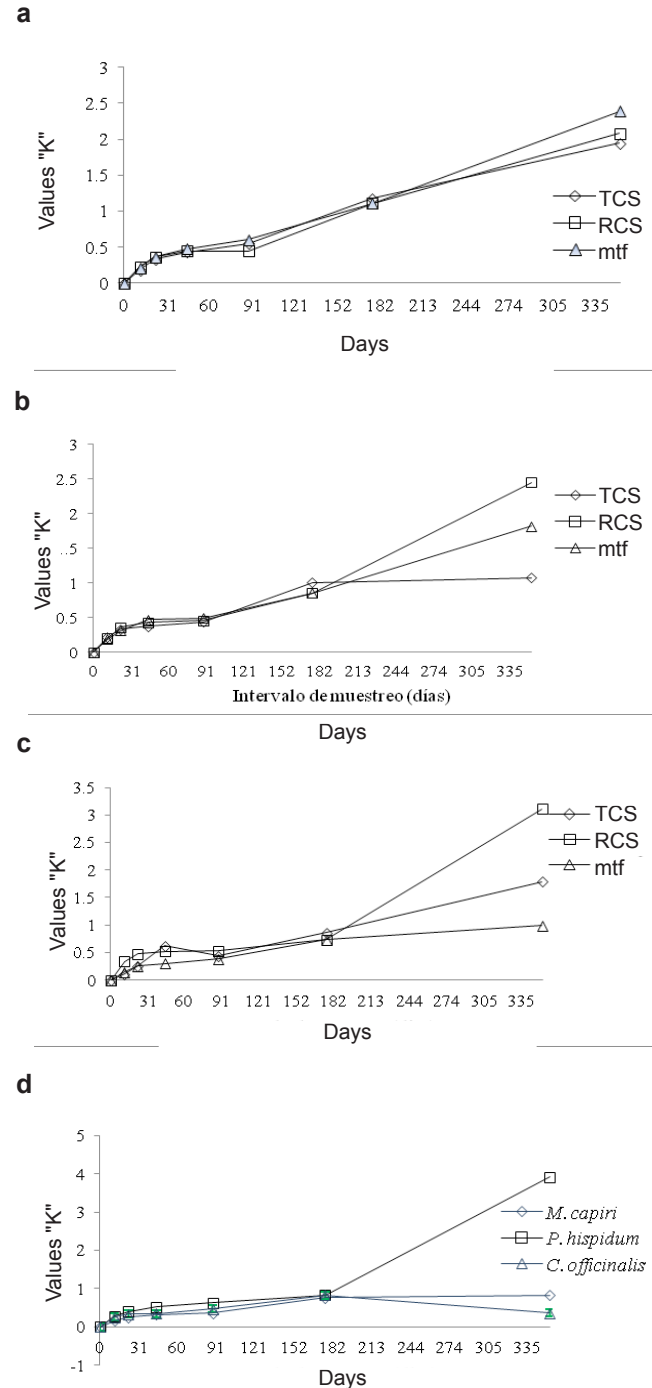 a
3
2.5
2
1.5
1
0.5
0
Values "K"
0 31 60 91 121 152 182 213 244 274 305 335
Days
TCS
RCS
mtf
b
3
2.5
2
.5
1
0.5
0
Values "K"
0 31 60 91 121 152 182 213 244 274 305 335
Intervalo de muestreo (días)
Days
TCS
RCS
mtf
c
3.5
3
2.5
2
1.5
1
0.5
0
Values "K"
0 31 60 91 121 152 182 213 244 274 305 335
Days
TCS
RCS
mtf
d
5
4
3
2
1
0
-1
Values "K"
0 31 60 91 121 152 182 213 244 274 305 335
Days
M. capiri
P. hispidum
C. officinalis